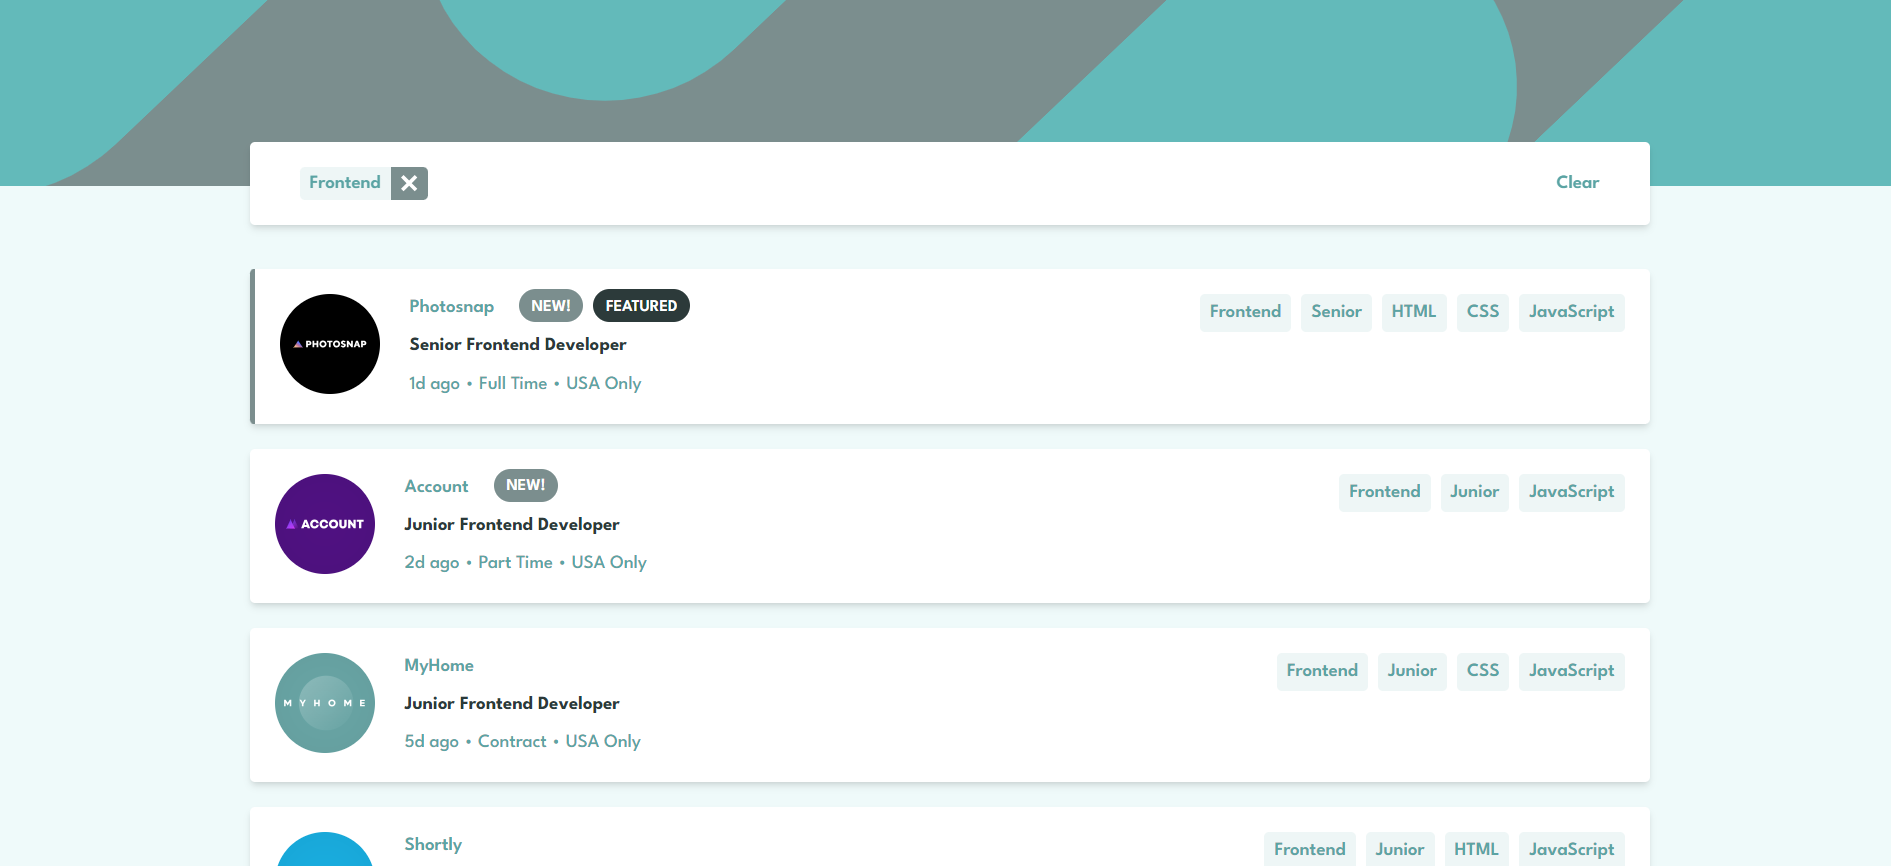 Frontend
Clear
PHOTOSNAP
Photosnap NEW! FEATURED
Senior Frontend Developer
1d ago • Full Time • USA Only
Frontend Senior HTML CSS JavaScript
ACCOUNT
Account NEW!
Junior Frontend Developer
2d ago • Part Time • USA Only
Frontend Junior JavaScript
MYHOME
MyHome
Junior Frontend Developer
5d ago • Contract • USA Only
Frontend Junior CSS JavaScript
Shortly
Frontend Junior HTML JavaScript